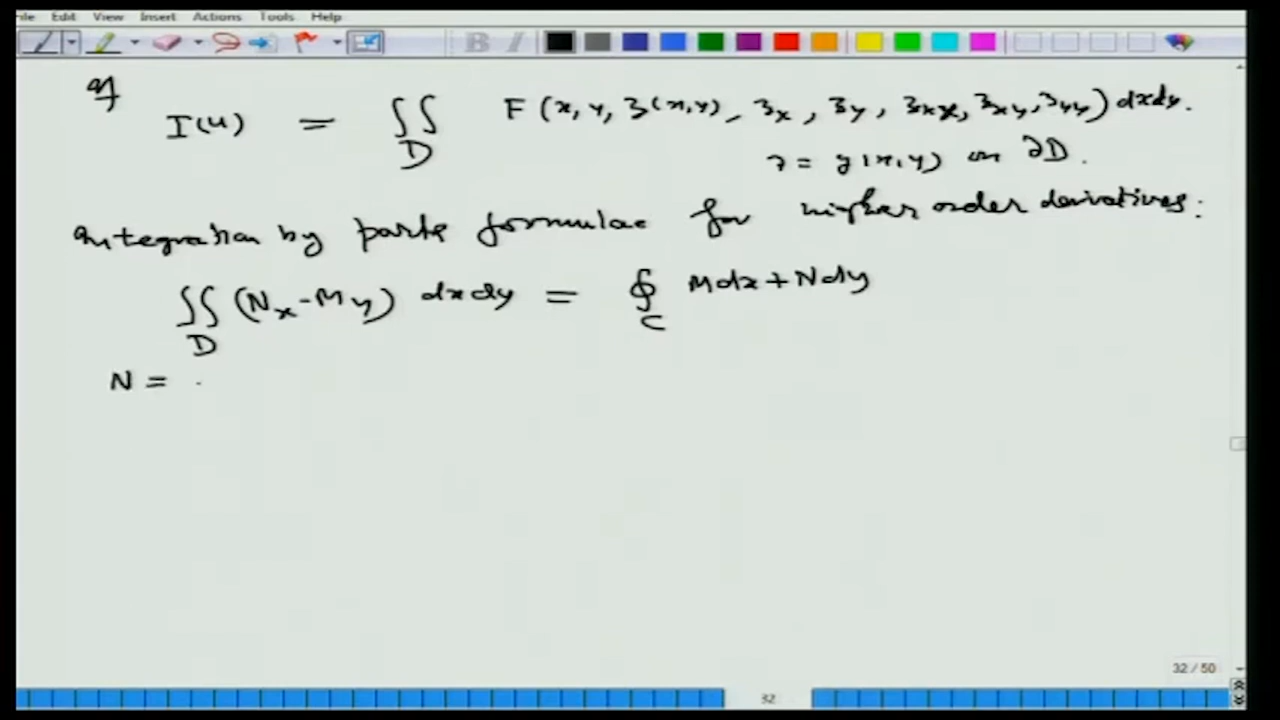 File Edit View Insert Actions Tools Help
If
I(u) = ∬_D F(x, y, z(x,y), z_x, z_y, z_xx, z_xy, z_yy) dxdy.
z = g(x,y) on ∂D.
Integration by parts formulae for higher order derivatives:
∬_D (N_x - M_y) dxdy = ∮_C Mdx + Ndy
N =
32 / 50
32